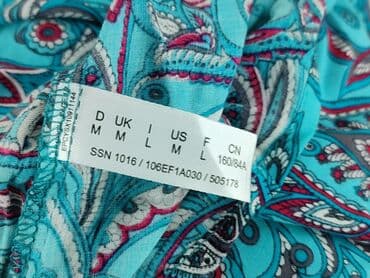 D UK I US F CN
M M L M L 160/84A
SSN 1016 / 106EF1A030 / 505178